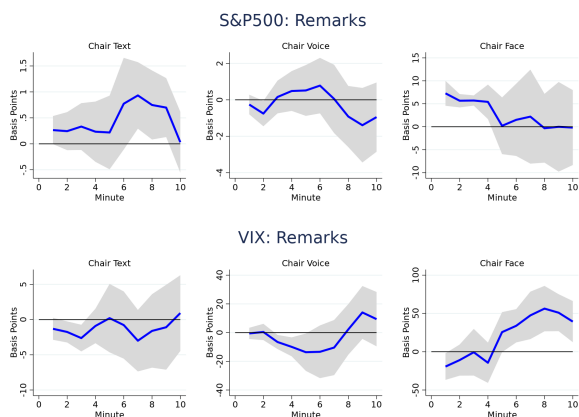 S&P500: Remarks
Chair Text
Chair Voice
Chair Face
Basis Points
1.5
1
.5
0
-.5
0 2 4 6 8 10
Minute
Basis Points
2
0
-2
-4
0 2 4 6 8 10
Minute
Basis Points
15
10
5
0
-5
-10
0 2 4 6 8 10
Minute
VIX: Remarks
Chair Text
Chair Voice
Chair Face
Basis Points
5
0
-5
-10
0 2 4 6 8 10
Minute
Basis Points
40
20
0
-20
-40
0 2 4 6 8 10
Minute
Basis Points
100
50
0
-50
0 2 4 6 8 10
Minute